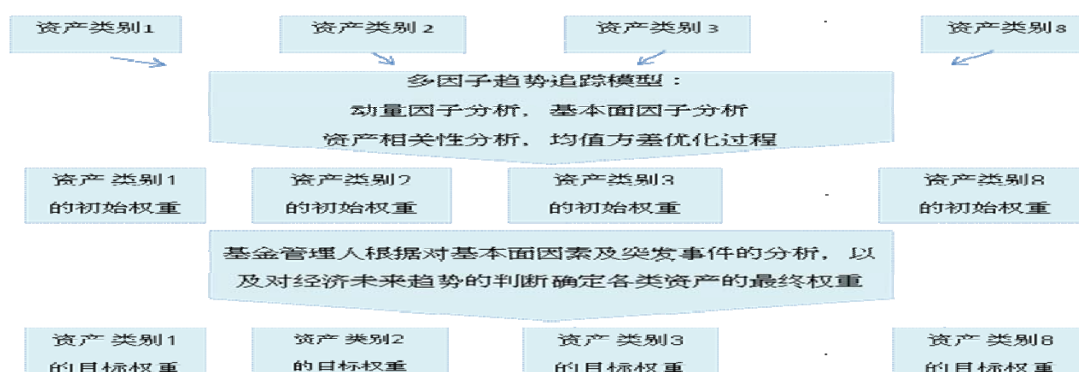 资产类别1
资产类别 2
资产类别 3
资产类别8
多因子趋势追踪模型：
动量因子分析，基本面因子分析
资产相关性分析，均值方差优化过程
资产 类别1
的初始权重
资产类别2
的初始权重
资产类别3
的初始权重
资产类别8
的初始权重
基金管理人根据对基本面因素及突发事件的分析，以
及对经济未来趋势的判断确定各类资产的最终权重
资产 类别1
的目标权重
资产 类别2
的目标权重
资产 类别3
的目标权重
资产 类别8
的目标权重